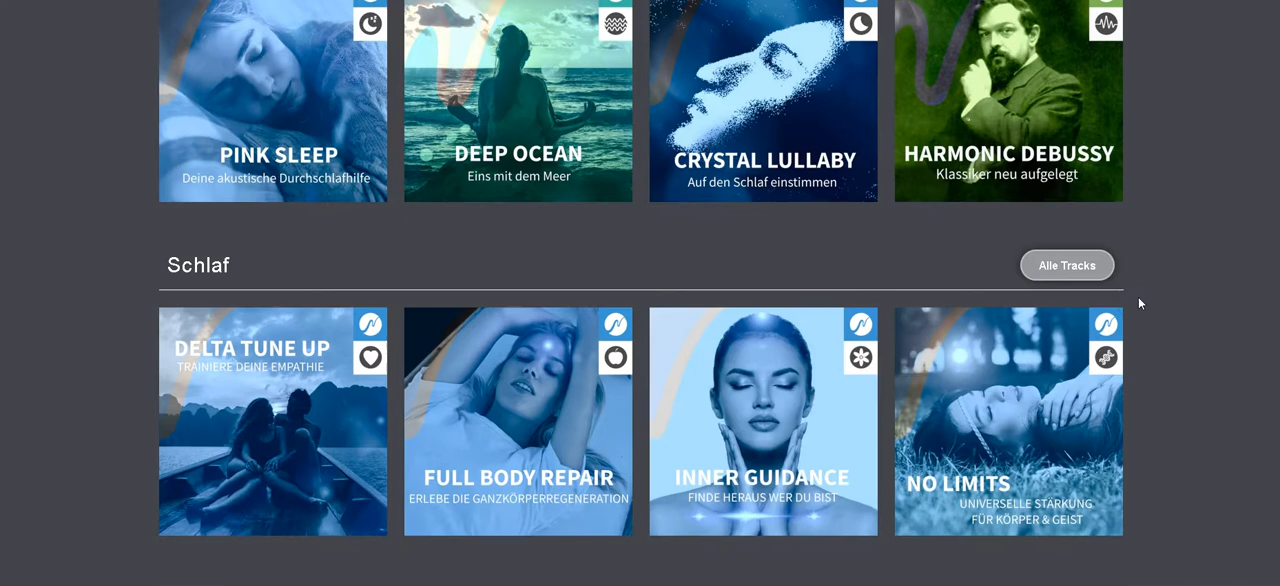 PINK SLEEP
Deine akustische Durchschlafhilfe
DEEP OCEAN
Eins mit dem Meer
CRYSTAL LULLABY
Auf den Schlaf einstimmen
HARMONIC DEBUSSY
Klassiker neu aufgelegt
Schlaf
Alle Tracks
DELTA TUNE UP
TRAINIERE DEINE EMPATHIE
FULL BODY REPAIR
ERLEBE DIE GANZKÖRPERREGENERATION
INNER GUIDANCE
FINDE HERAUS WER DU BIST
NO LIMITS
UNIVERSELLE STÄRKUNG
FÜR KÖRPER & GEIST